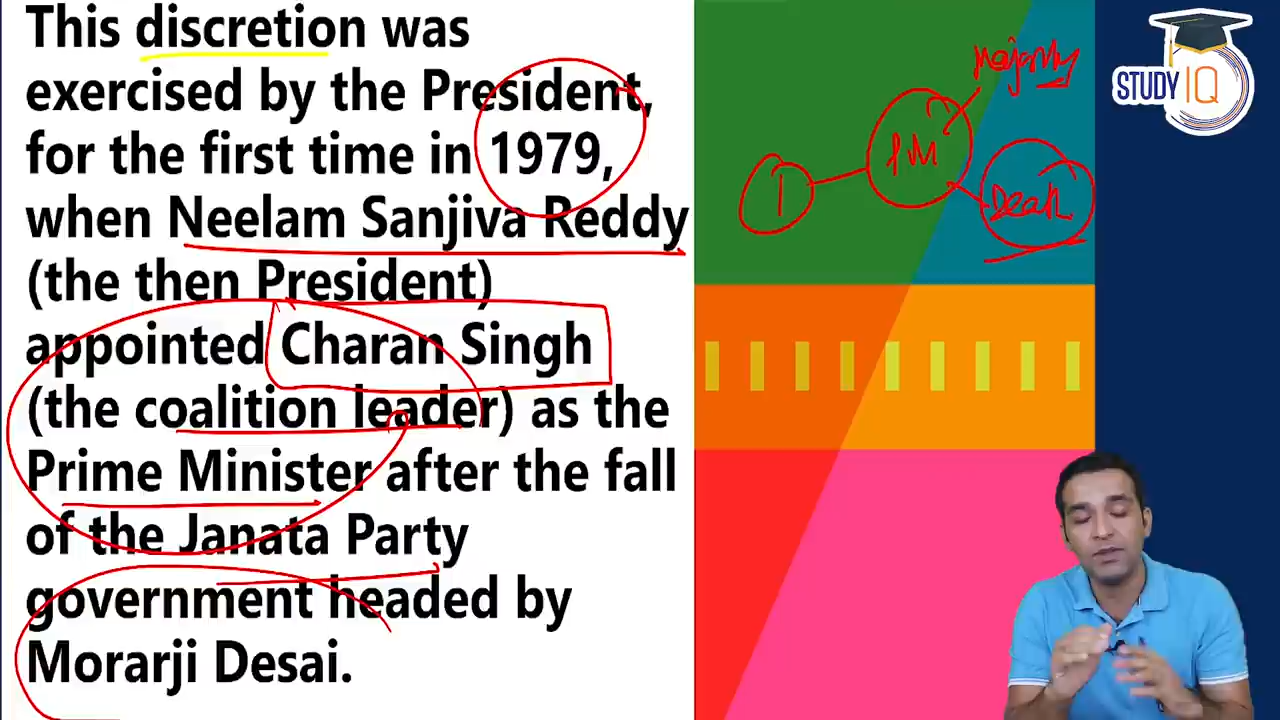 This discretion was
exercised by the President,
for the first time in 1979,
when Neelam Sanjiva Reddy
(the then President)
appointed Charan Singh
(the coalition leader) as the
Prime Minister after the fall
of the Janata Party
government headed by
Morarji Desai.
Majority
PM
Death
STUDY IQ